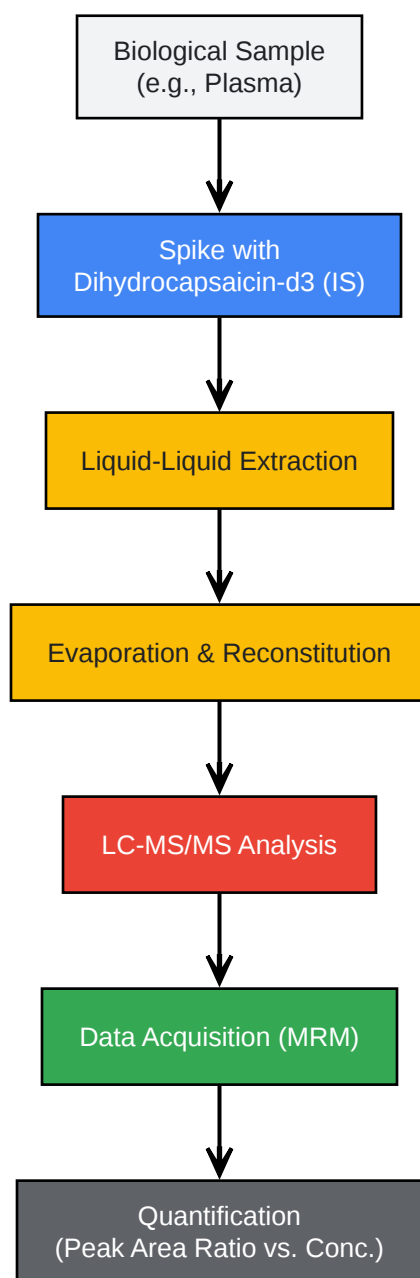 Biological Sample
(e.g., Plasma)
Spike with
Dihydrocapsaicin-d3 (IS)
Liquid-Liquid Extraction
Evaporation & Reconstitution
LC-MS/MS Analysis
Data Acquisition (MRM)
Quantification
(Peak Area Ratio vs. Conc.)